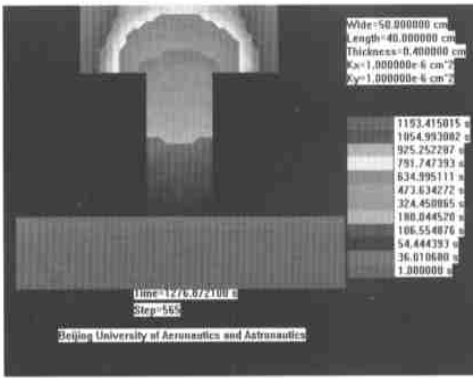 Wide=50.000000 cm
Length=40.000000 cm
Thickness=0.400000 cm
Kx=1.000000e-6 cm^2
Ky=1.000000e-6 cm^2
1193.415015 s
1054.993082 s
925.252287 s
791.747393 s
634.995111 s
473.634272 s
324.450865 s
180.044520 s
106.554876 s
54.444393 s
36.010680 s
1.000000 s
Time=1276.872100 s
Step=565
Beijing University of Aeronautics and Astronautics